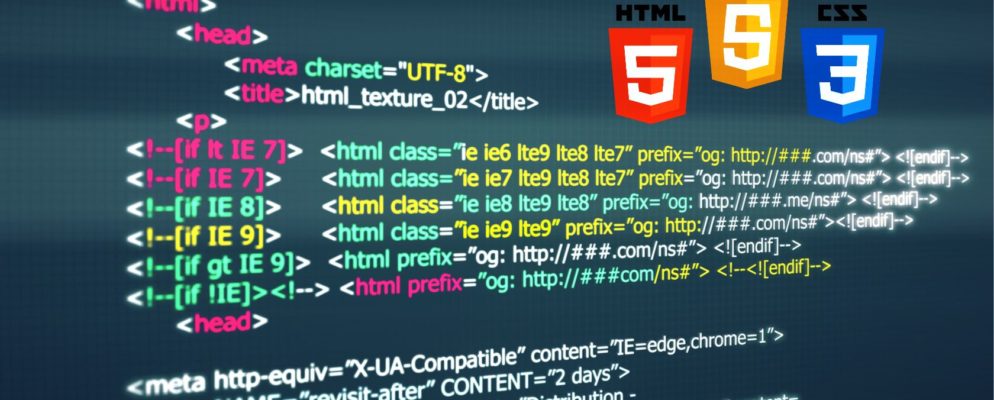 <html>
HTML
CSS
5
5
3
<head>
<meta charset="UTF-8">
<title>html_texture_02</title>
<p>
<!--[if lt IE 7]> <html class="ie ie6 lte9 lte8 lte7" prefix="og: http://###.com/ns#"> <![endif]-->
<!--[if IE 7]> <html class="ie ie7 lte9 lte8 lte7" prefix="og: http://###.com/ns#"> <![endif]-->
<!--[if IE 8]> <html class="ie ie8 lte9 lte8" prefix="og: http://###.me/ns#"> <![endif]-->
<!--[if IE 9]> <html class="ie ie9 lte9" prefix="og: http://###.com/ns#"> <![endif]-->
<!--[if gt IE 9]> <html prefix="og: http://###.com/ns#"> <![endif]-->
<!--[if !IE]><!--> <html prefix="og: http://###com/ns#"> <!--<![endif]-->
<head>
<meta http-equiv="X-UA-Compatible" content="IE=edge,chrome=1">
NAME="revisit-after" CONTENT="2 days">
"Distribution -